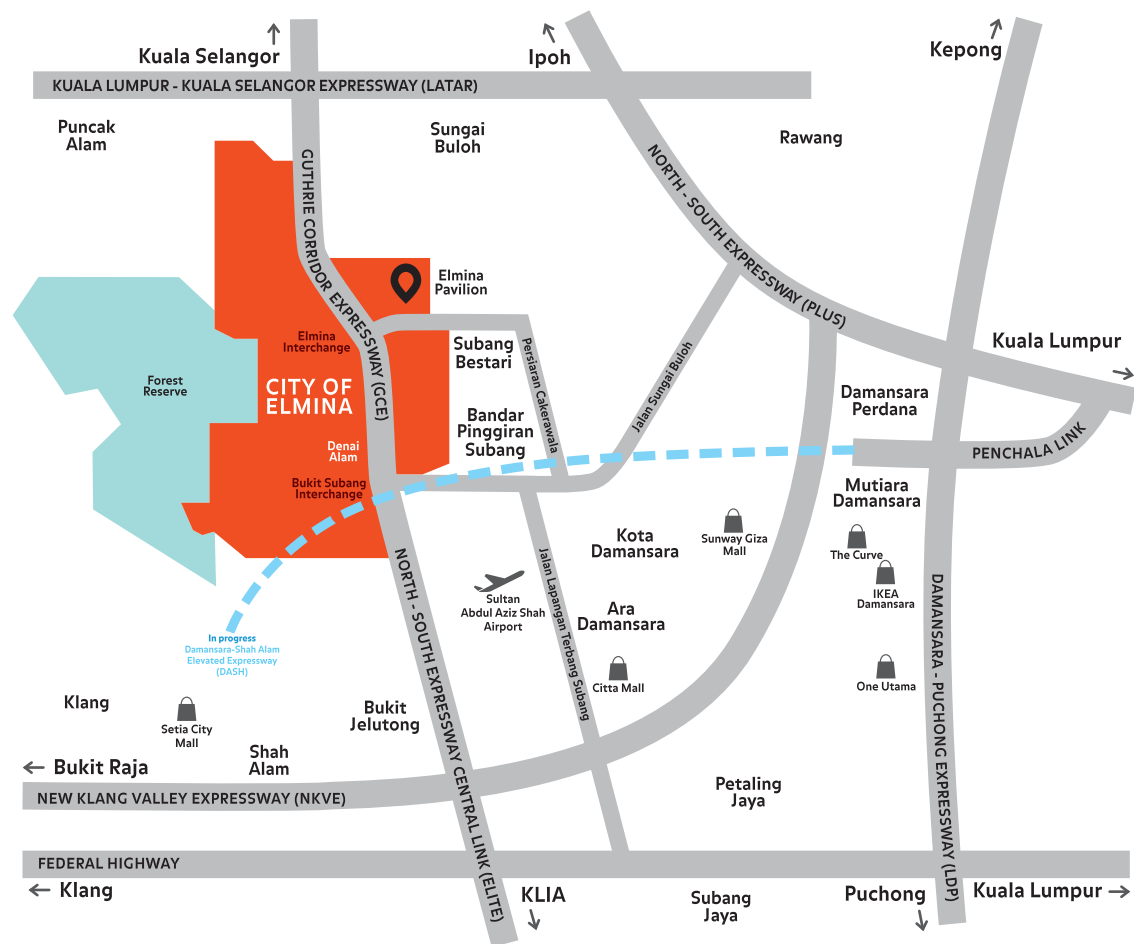 Kuala Selangor
Ipoh
Kepong
KUALA LUMPUR - KUALA SELANGOR EXPRESSWAY (LATAR)
Puncak
Alam
Sungai
Buloh
Rawang
GUTHRIE CORRIDOR EXPRESSWAY (GCE)
NORTH - SOUTH EXPRESSWAY (PLUS)
Elmina
Pavilion
Elmina
Interchange
Subang
Bestari
Persiaran Cakerawala
Jalan Sungai Buloh
Kuala Lumpur
Forest
Reserve
CITY OF
ELMINA
Damansara
Perdana
Bandar
Pinggiran
Subang
Denai
Alam
PENCHALA LINK
Bukit Subang
Interchange
Mutiara
Damansara
Kota
Damansara
Sunway Giza
Mall
The Curve
IKEA
Damansara
NORTH - SOUTH EXPRESSWAY CENTRAL LINK (ELITE)
Jalan Lapangan Terbang Subang
DAMANSARA - PUCHONG EXPRESSWAY (LDP)
Sultan
Abdul Aziz Shah
Airport
Ara
Damansara
In progress
Damansara-Shah Alam
Elevated Expressway
(DASH)
Citta Mall
One Utama
Klang
Setia City
Mall
Bukit
Jelutong
Shah
Alam
Bukit Raja
Petaling
Jaya
NEW KLANG VALLEY EXPRESSWAY (NKVE)
FEDERAL HIGHWAY
Klang
KLIA
Subang
Jaya
Puchong
Kuala Lumpur